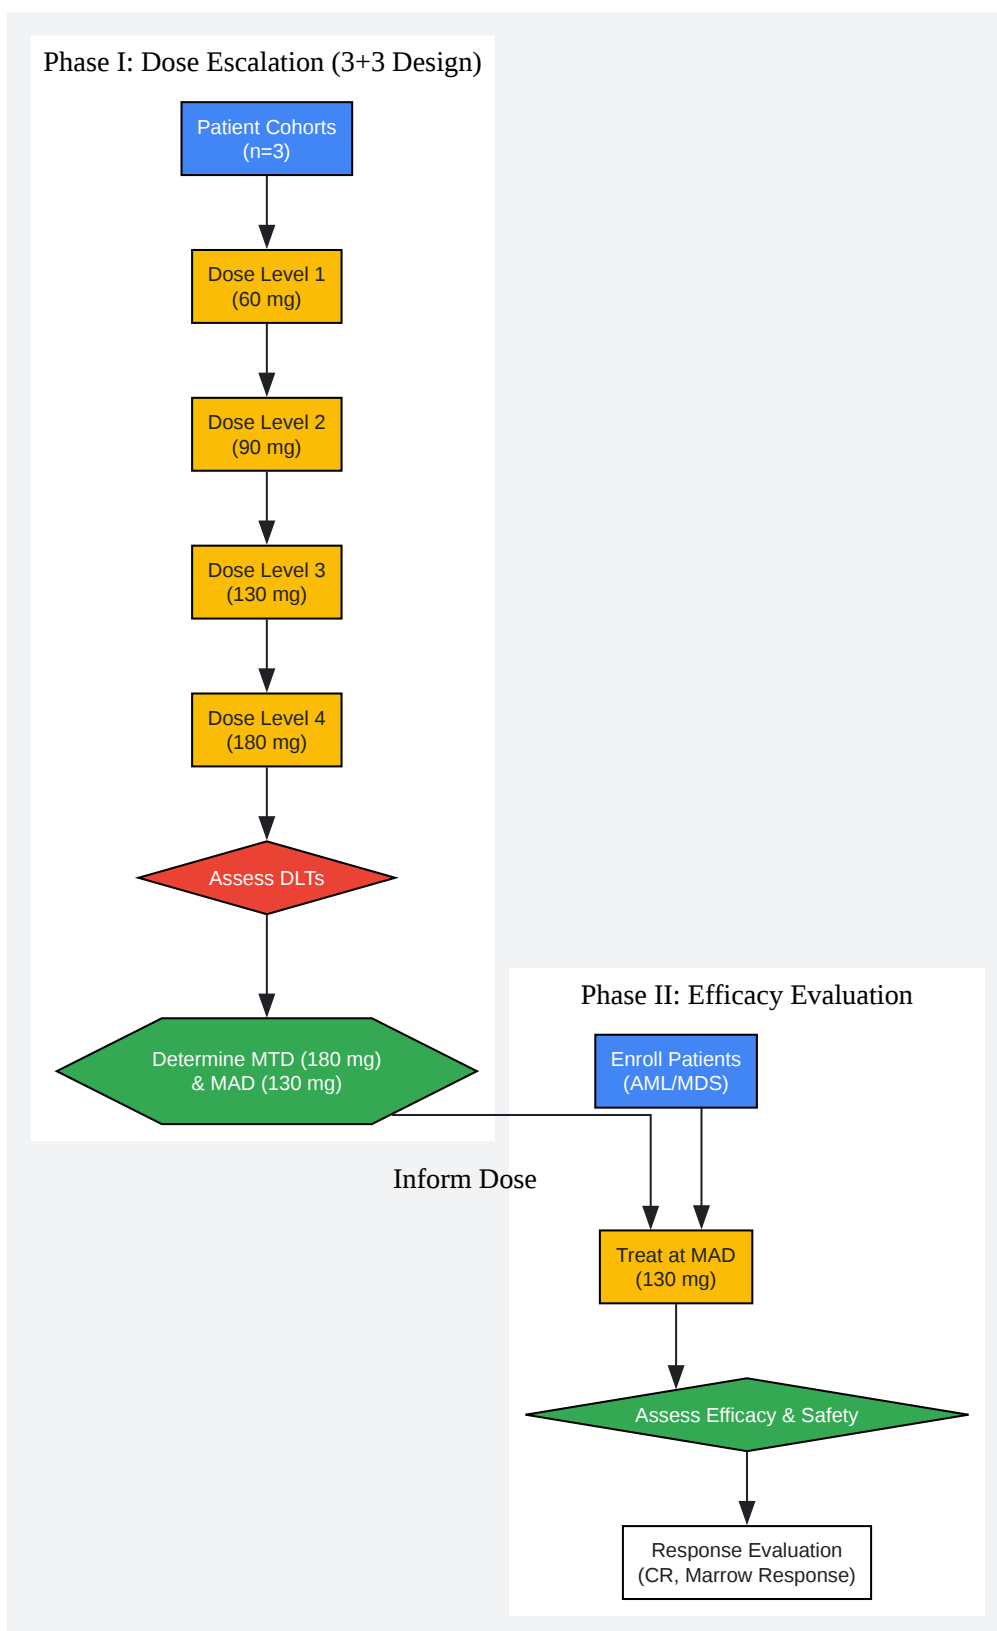 Phase I: Dose Escalation (3+3 Design)
Patient Cohorts
(n=3)
Dose Level 1
(60 mg)
Dose Level 2
(90 mg)
Dose Level 3
(130 mg)
Dose Level 4
(180 mg)
Assess DLTs
Determine MTD (180 mg)
& MAD (130 mg)
Inform Dose
Phase II: Efficacy Evaluation
Enroll Patients
(AML/MDS)
Treat at MAD
(130 mg)
Assess Efficacy & Safety
Response Evaluation
(CR, Marrow Response)